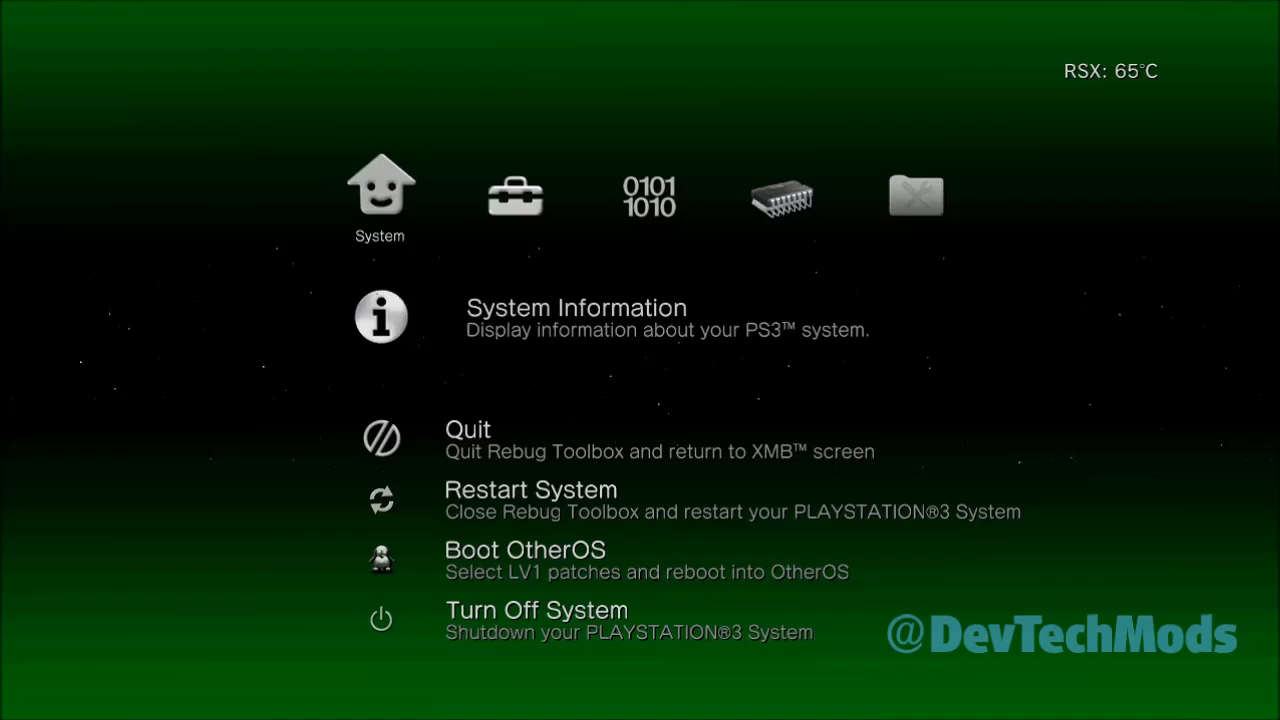 RSX: 65°C
0101
1010
System
System Information
Display information about your PS3™ system.
Quit
Quit Rebug Toolbox and return to XMB™ screen
Restart System
Close Rebug Toolbox and restart your PLAYSTATION®3 System
Boot OtherOS
Select LV1 patches and reboot into OtherOS
Turn Off System
Shutdown your PLAYSTATION®3 System
@DevTechMods